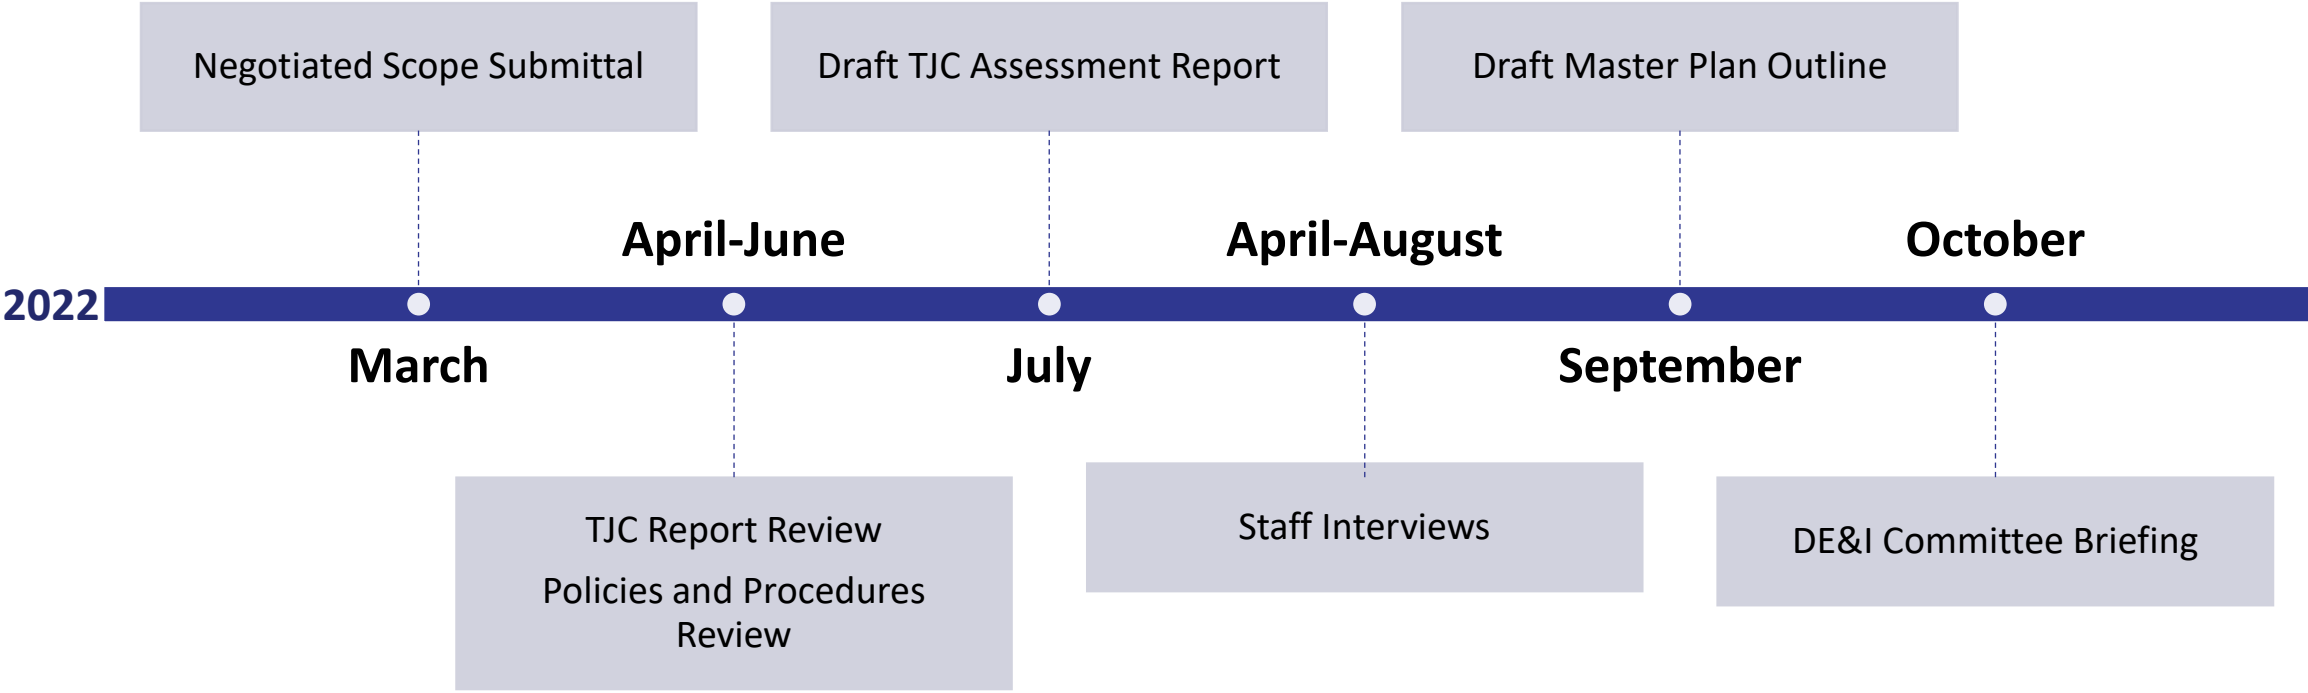 Negotiated Scope Submittal
Draft TJC Assessment Report
Draft Master Plan Outline
April-June
April-August
October
2022
March
July
September
TJC Report Review
Policies and Procedures
Review
Staff Interviews
DE&I Committee Briefing